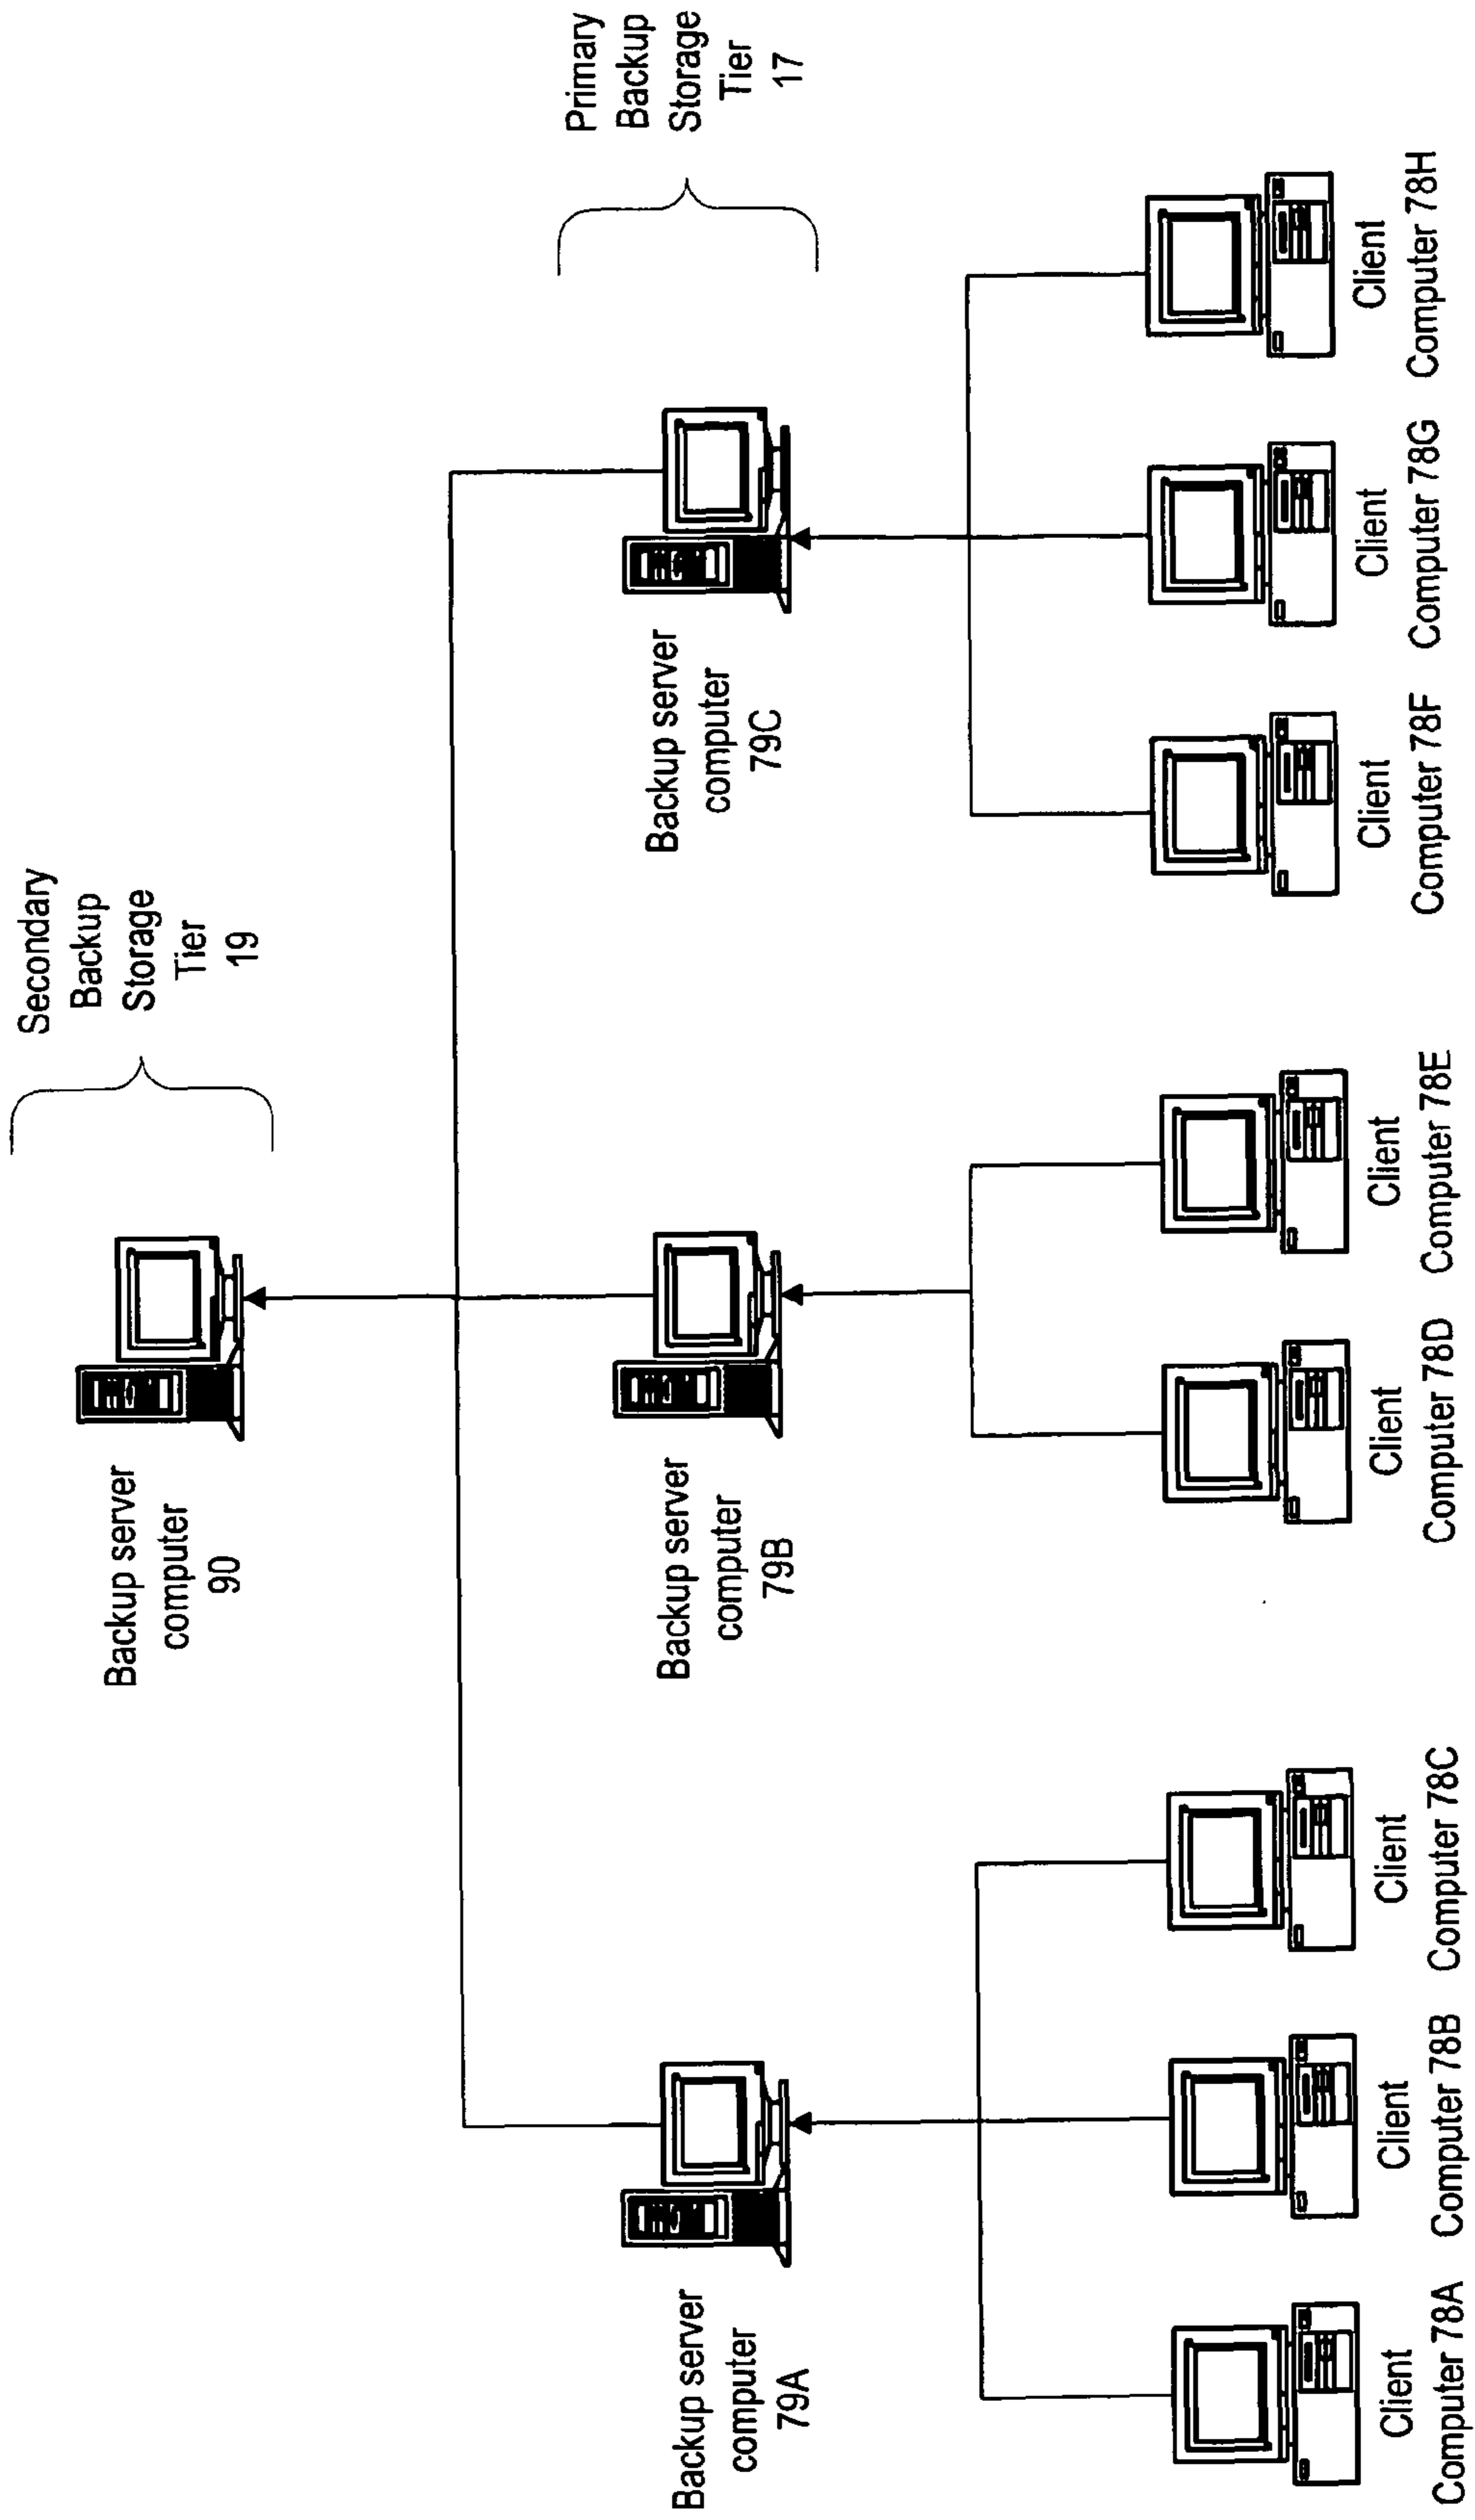 Secondary
Backup
Storage
Tier
19
Backup server
computer
90
Primary
Backup
Storage
Tier
17
Backup server
computer
79A
Backup server
computer
79B
Backup server
computer
79C
Client
Computer 78A
Client
Computer 78B
Client
Computer 78C
Client
Computer 78D
Client
Computer 78E
Client
Computer 78F
Client
Computer 78G
Client
Computer 78H